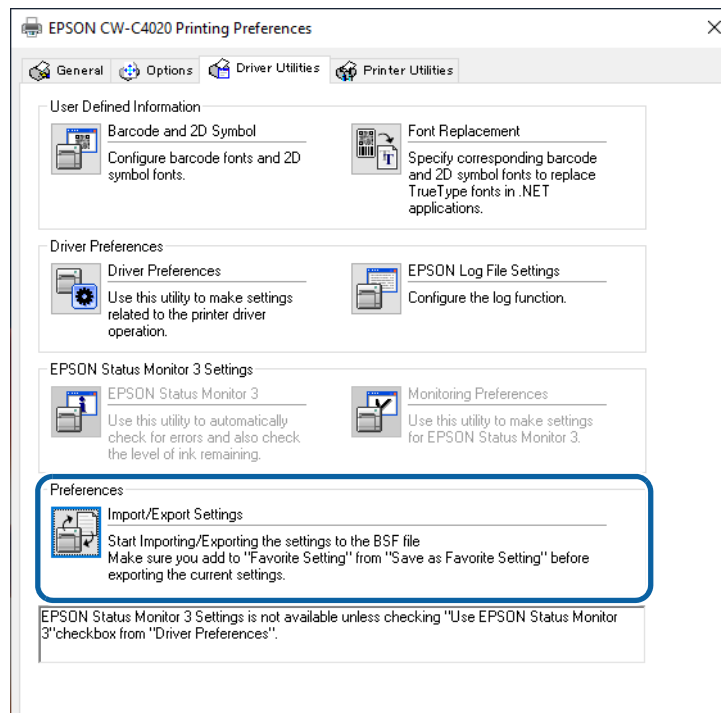 EPSON CW-C4020 Printing Preferences
General Options Driver Utilities Printer Utilities
User Defined Information
Barcode and 2D Symbol
Configure barcode fonts and 2D
symbol fonts.
Font Replacement
Specify corresponding barcode
and 2D symbol fonts to replace
TrueType fonts in .NET
applications.
Driver Preferences
Driver Preferences
Use this utility to make settings
related to the printer driver
operation.
EPSON Log File Settings
Configure the log function.
EPSON Status Monitor 3 Settings
EPSON Status Monitor 3
Use this utility to automatically
check for errors and also check
the level of ink remaining.
Monitoring Preferences
Use this utility to make settings
for EPSON Status Monitor 3.
Preferences
Import/Export Settings
Start Importing/Exporting the settings to the BSF file
Make sure you add to "Favorite Setting" from "Save as Favorite Setting" before
exporting the current settings.
EPSON Status Monitor 3 Settings is not available unless checking "Use EPSON Status Monitor
3"checkbox from "Driver Preferences".